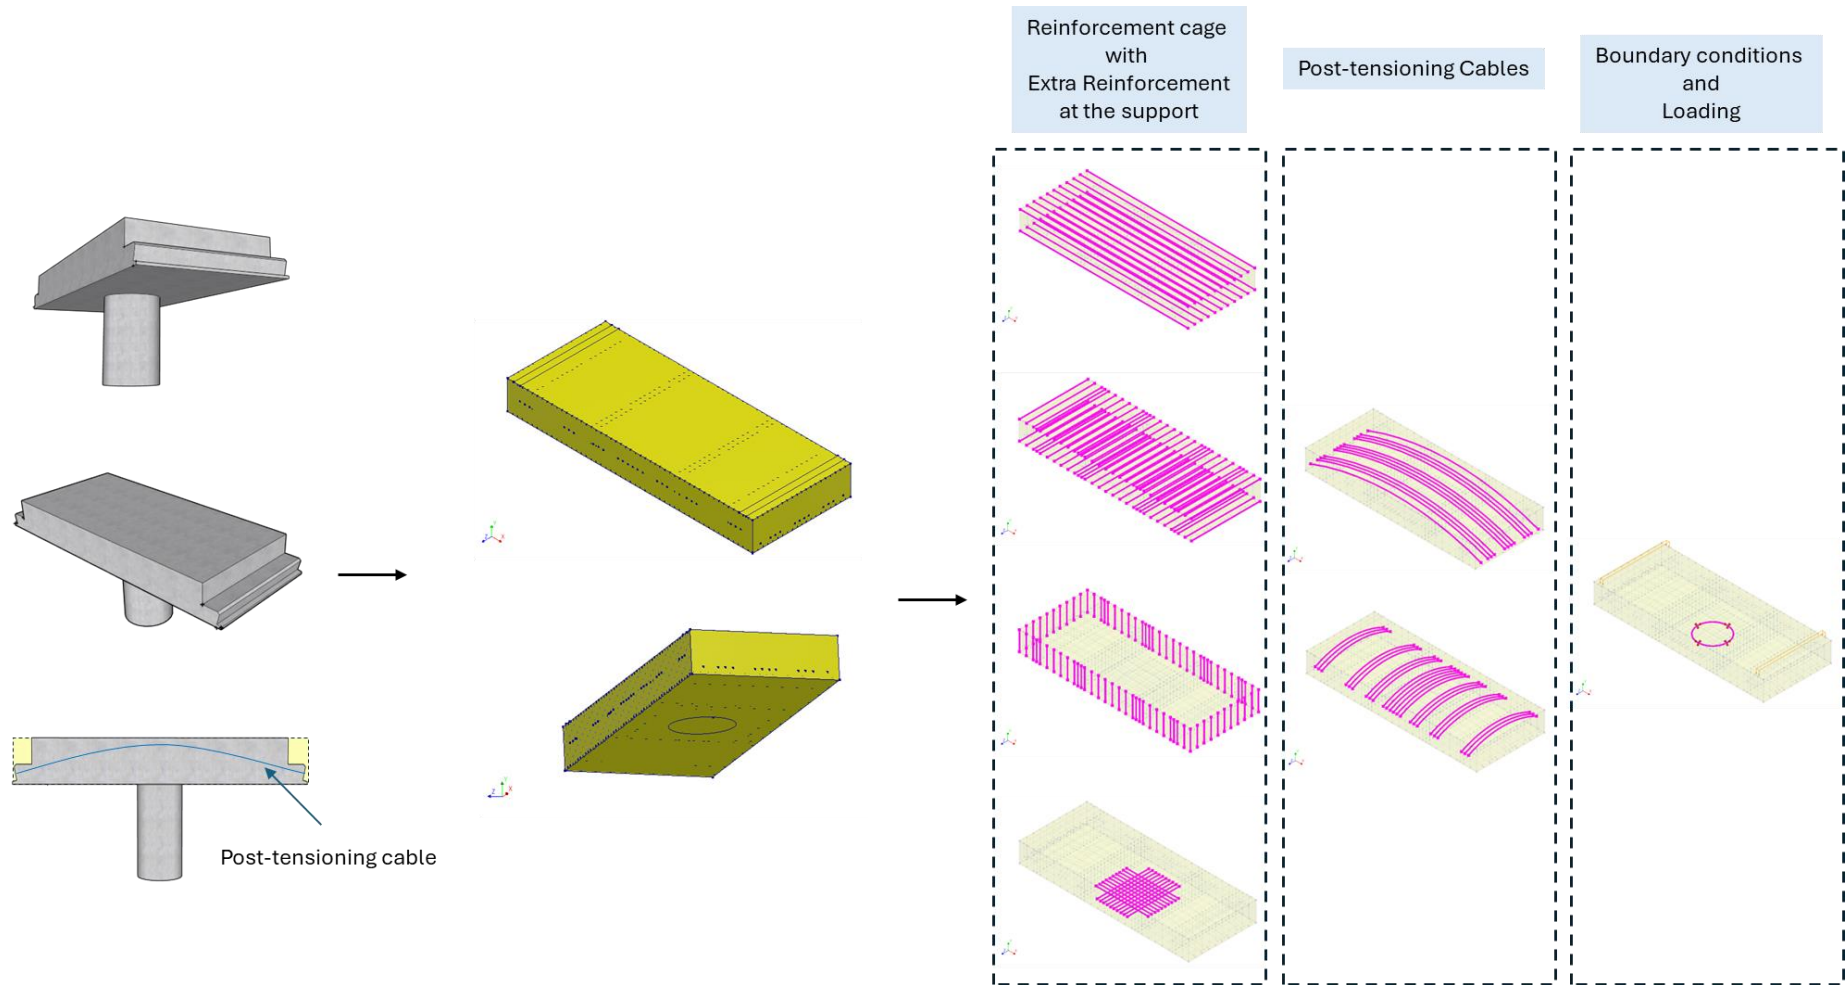 Reinforcement cage
with
Extra Reinforcement
at the support
Post-tensioning Cables
Boundary conditions
and
Loading
Post-tensioning cable